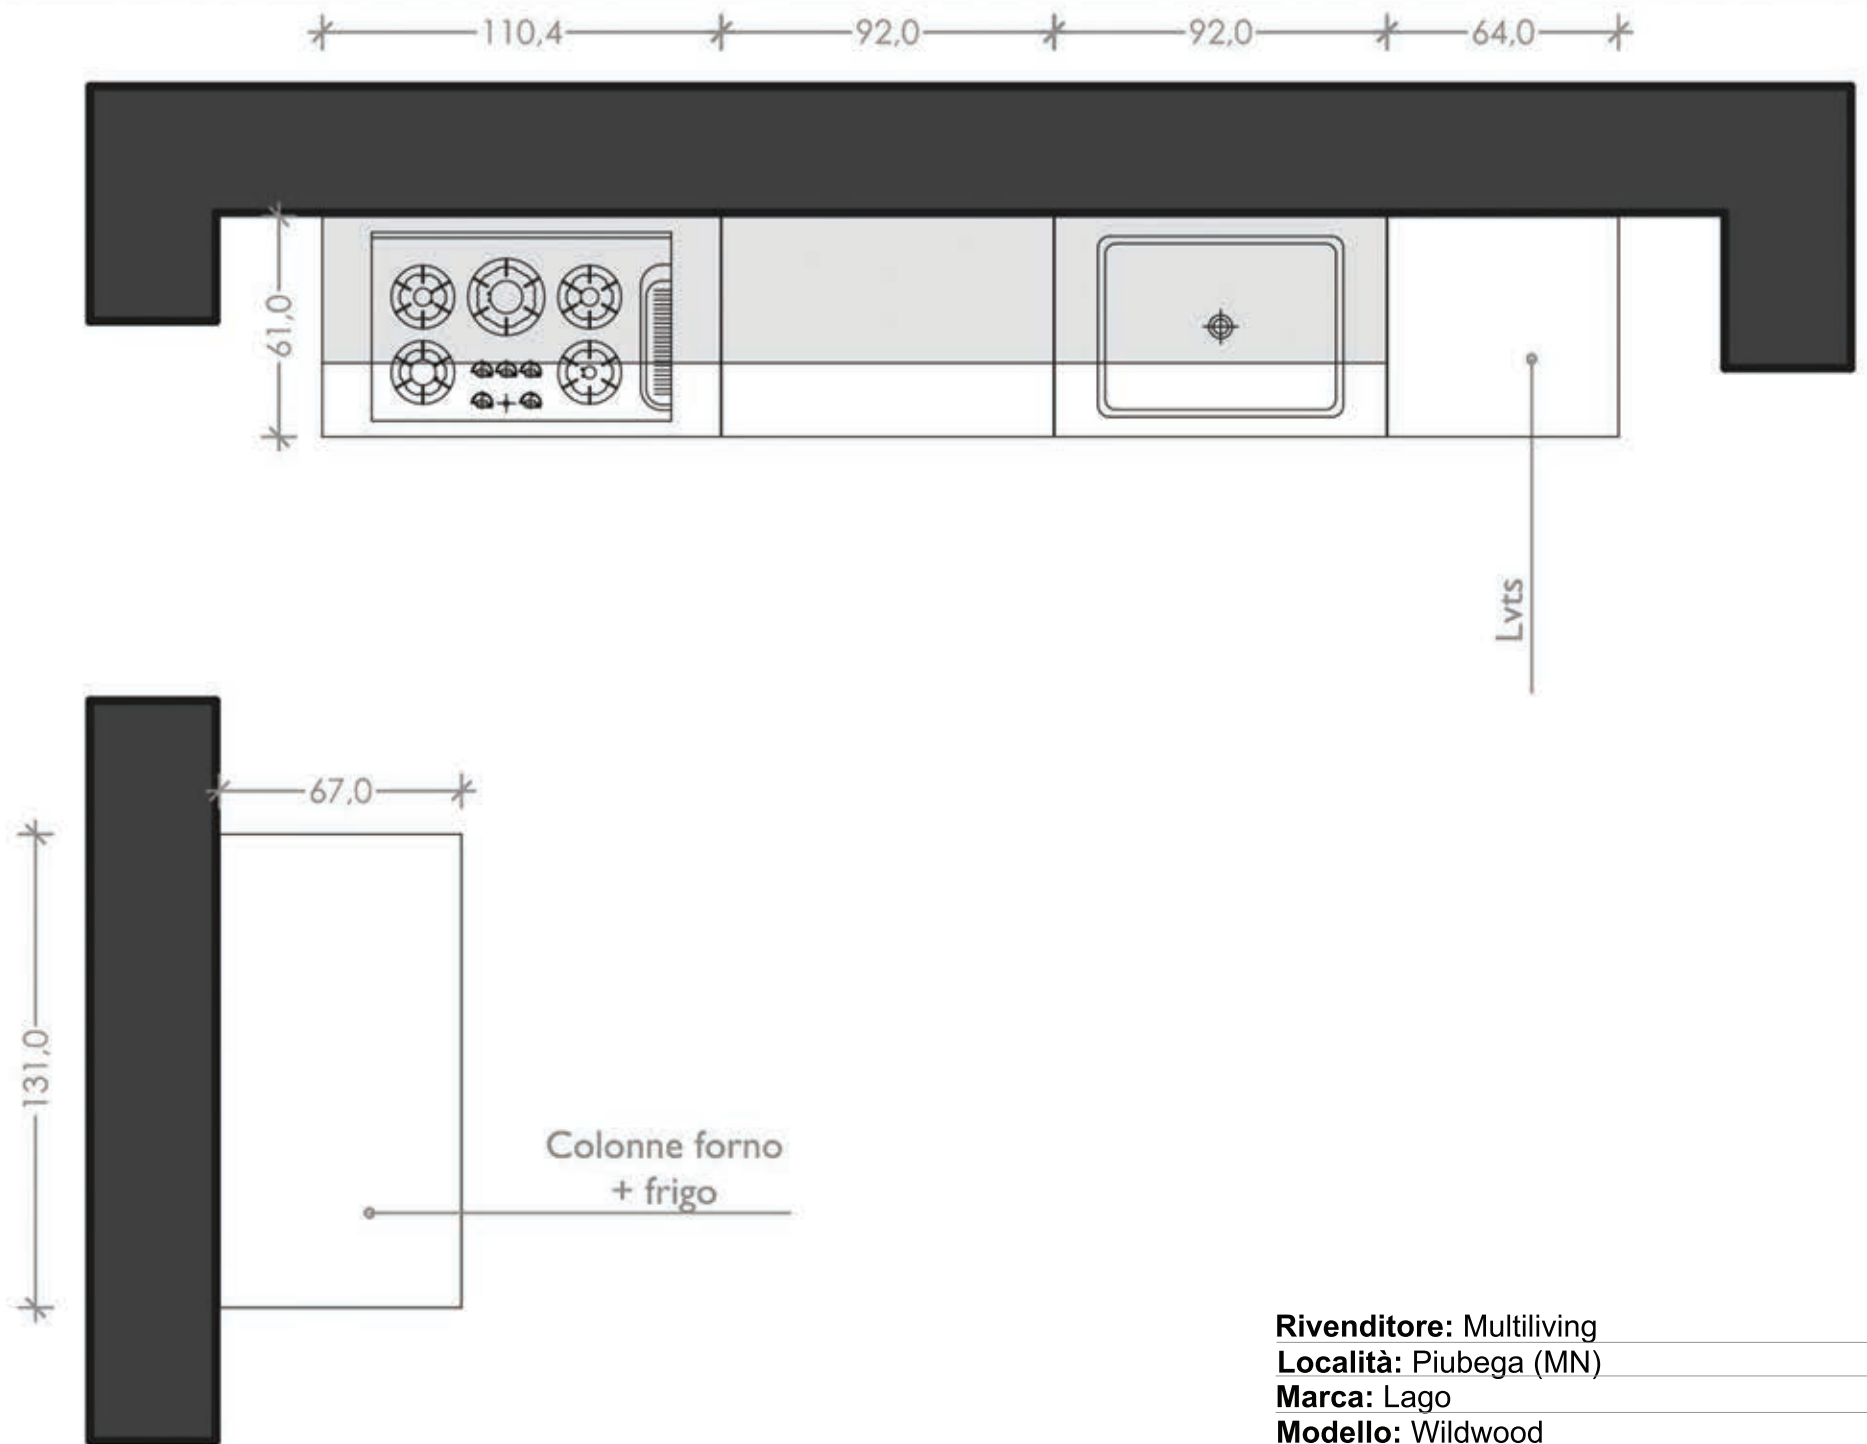 110,4
92,0
92,0
64,0
61,0
Lvts
67,0
131,0
Colonne forno
+ frigo
Rivenditore: Multiliving
Località: Piubega (MN)
Marca: Lago
Modello: Wildwood